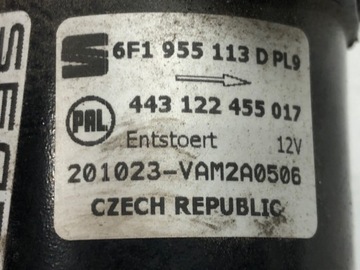 6F1 955 113 D PL9
PAL 443 122 455 017
Entstoert 12V
201023-VAM2A0506
CZECH REPUBLIC